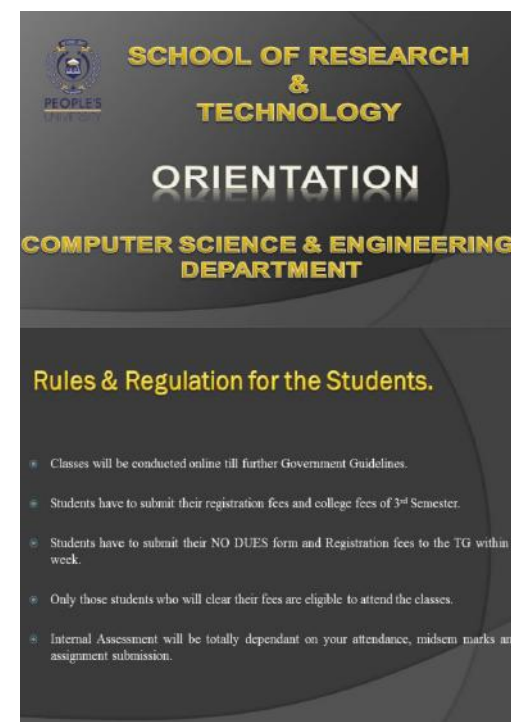 PEOPLE'S
UNIVERSITY
SCHOOL OF RESEARCH
&
TECHNOLOGY
ORIENTATION
COMPUTER SCIENCE & ENGINEERING
DEPARTMENT
Rules & Regulation for the Students.
Classes will be conducted online till further Government Guidelines.
Students have to submit their registration fees and college fees of 3rd Semester.
Students have to submit their NO DUES form and Registration fees to the TG within
week.
Only those students who will clear their fees are eligible to attend the classes.
Internal Assessment will be totally dependant on your attendance, midsem marks an
assignment submission.